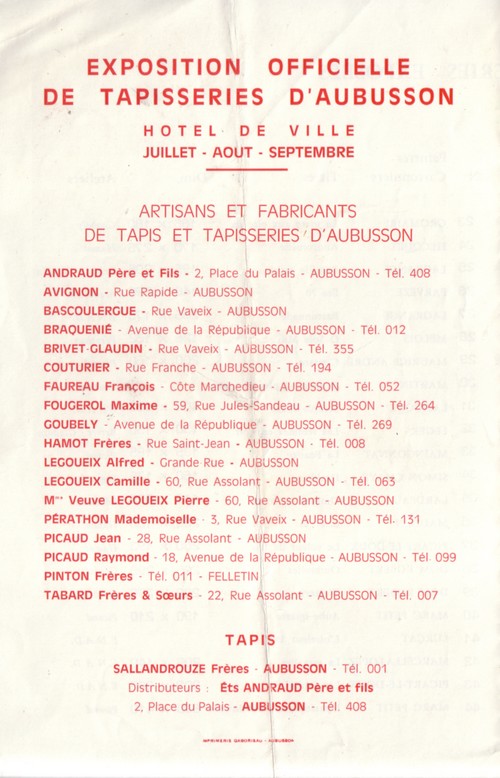 EXPOSITION OFFICIELLE
DE TAPISSERIES D'AUBUSSON
HOTEL DE VILLE
JUILLET - AOUT - SEPTEMBRE
ARTISANS ET FABRICANTS
DE TAPIS ET TAPISSERIES D'AUBUSSON
ANDRAUD Père et Fils - 2, Place du Palais - AUBUSSON - Tél. 408
AVIGNON - Rue Rapide - AUBUSSON
BASCOULERGUE - Rue Vaveix - AUBUSSON
BRAQUENIÉ - Avenue de la République - AUBUSSON - Tél. 012
BRIVET-GLAUDIN - Rue Vaveix - AUBUSSON - Tél. 355
COUTURIER - Rue Franche - AUBUSSON - Tél. 194
FAUREAU François - Côte Marchedieu - AUBUSSON - Tél. 052
FOUGEROL Maxime - 59, Rue Jules-Sandeau - AUBUSSON - Tél. 264
GOUBELY - Avenue de la République - AUBUSSON - Tél. 269
HAMOT Frères - Rue Saint-Jean - AUBUSSON - Tél. 008
LEGOUEIX Alfred - Grande Rue - AUBUSSON
LEGOUEIX Camille - 60, Rue Assolant - AUBUSSON - Tél. 063
Mme Veuve LEGOUEIX Pierre - 60, Rue Assolant - AUBUSSON
PÉRATHON Mademoiselle - 3, Rue Vaveix - AUBUSSON - Tél. 131
PICAUD Jean - 28, Rue Assolant - AUBUSSON
PICAUD Raymond - 18, Avenue de la République - AUBUSSON - Tél. 099
PINTON Frères - Tél. 011 - FELLETIN
TABARD Frères & Sœurs - 22, Rue Assolant - AUBUSSON - Tél. 007
TAPIS
SALLANDROUZE Frères - AUBUSSON - Tél. 001
Distributeurs : Éts ANDRAUD Père et fils
2, Place du Palais - AUBUSSON - Tél. 408
IMPRIMERIE DABORIEAU - AUBUSSON